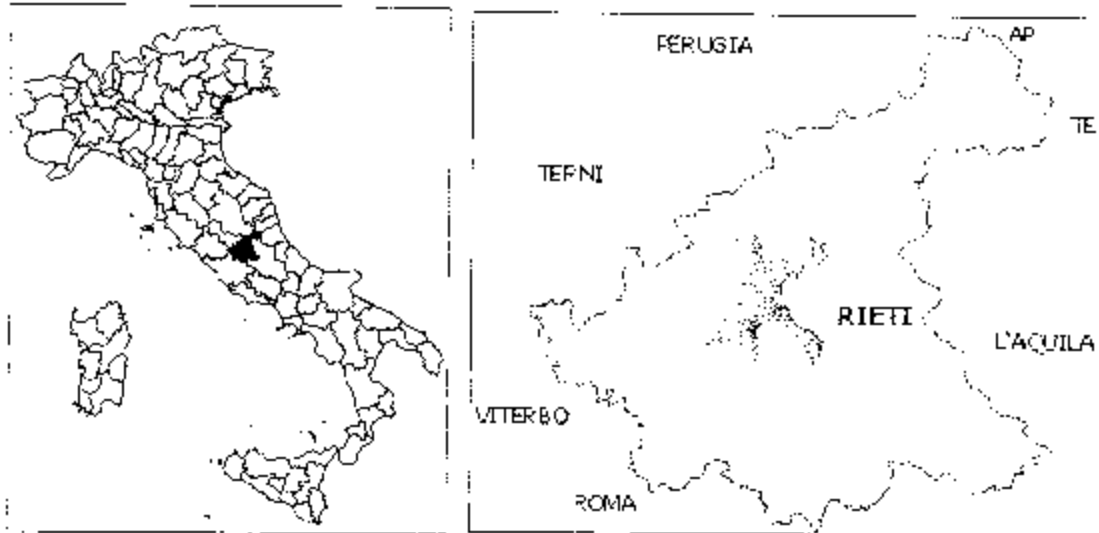 PERUGIA
AP
TE
TERNI
RIETI
L'AQUILA
VITERBO
ROMA